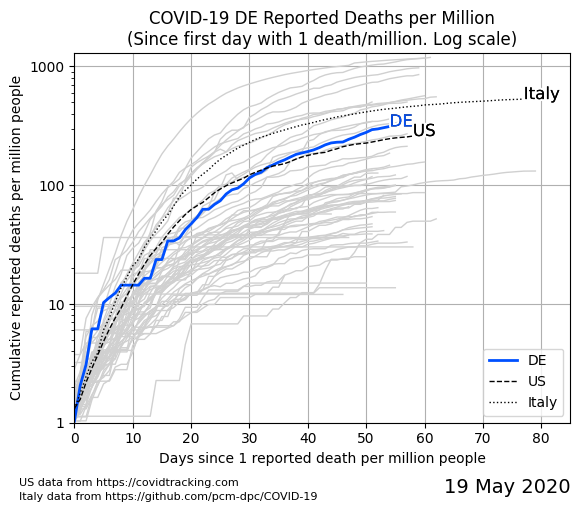 COVID-19 DE Reported Deaths per Million
(Since first day with 1 death/million. Log scale)
Cumulative reported deaths per million people
1000
100
10
1
Italy
DE
US
DE
US
Italy
0 10 20 30 40 50 60 70 80
Days since 1 reported death per million people
US data from https://covidtracking.com
Italy data from https://github.com/pcm-dpc/COVID-19
19 May 2020